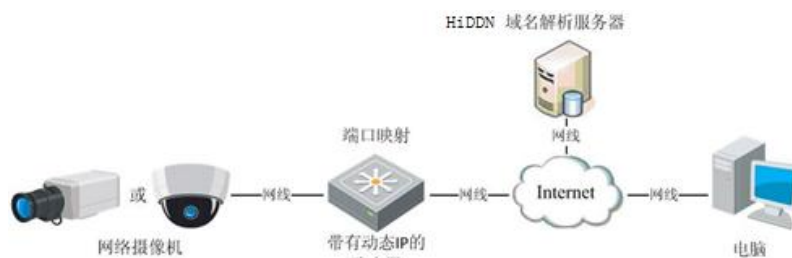 HiDDN 域名解析服务器
网线
端口映射
或
网线
网线
Internet
网线
网络摄像机
带有动态IP的
电脑